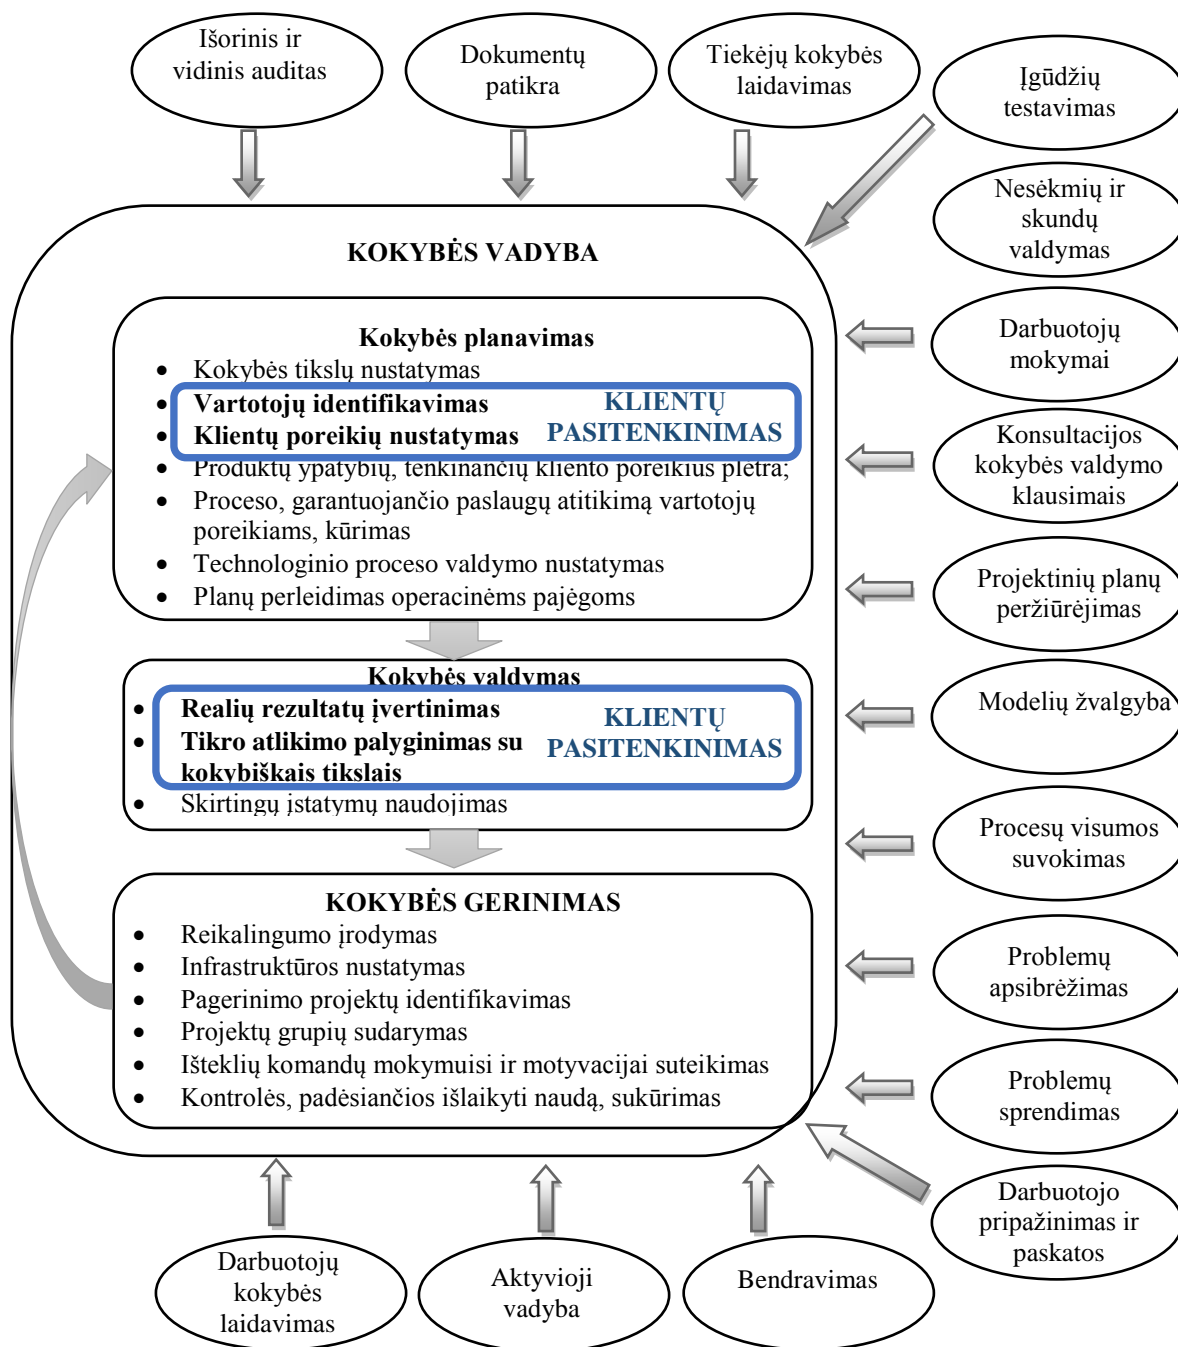 Išorinis ir
vidinis auditas
Dokumentų
patikra
Tiekėjų kokybės
laidavimas
Įgūdžių
testavimas
Nesėkmių ir
skundų
valdymas
KOKYBĖS VADYBA
Kokybės planavimas
• Kokybės tikslų nustatymas
• Vartotojų identifikavimas
• Klientų poreikių nustatymas
KLIENTŲ
PASITENKINIMAS
• Produktų ypatybių, tenkinančių kliento poreikius plėtra;
• Proceso, garantuojančio paslaugų atitikimą vartotojų
poreikiams, kūrimas
• Technologinio proceso valdymo nustatymas
• Planų perleidimas operacinėms pajėgoms
Kokybės valdymas
• Realių rezultatų įvertinimas
• Tikro atlikimo palyginimas su
kokybiškais tikslais
KLIENTŲ
PASITENKINIMAS
• Skirtingų įstatymų naudojimas
KOKYBĖS GERINIMAS
• Reikalingumo įrodymas
• Infrastruktūros nustatymas
• Pagerinimo projektų identifikavimas
• Projektų grupių sudarymas
• Išteklių komandų mokymuisi ir motyvacijai suteikimas
• Kontrolės, padėsiančios išlaikyti naudą, sukūrimas
Darbuotojų
mokymai
Konsultacijos
kokybės valdymo
klausimais
Projektinių planų
peržiūrėjimas
Modelių žvalgyba
Procesų visumos
suvokimas
Problemų
apsibrėžimas
Problemų
sprendimas
Darbuotojo
pripažinimas ir
paskatos
Darbuotojų
kokybės
laidavimas
Aktyvioji
vadyba
Bendravimas